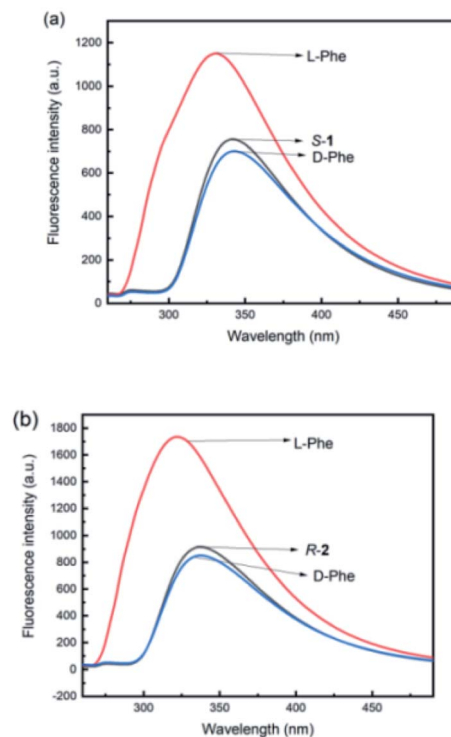 (a)
1200
1000
800
600
400
200
0
Fluorescence intensity (a.u.)
L-Phe
S-1
D-Phe
300
350
400
450
Wavelength (nm)
(b)
1800
1600
1400
1200
1000
800
600
400
200
0
-200
Fluorescence intensity (a.u.)
L-Phe
R-2
D-Phe
300
350
400
450
Wavelength (nm)